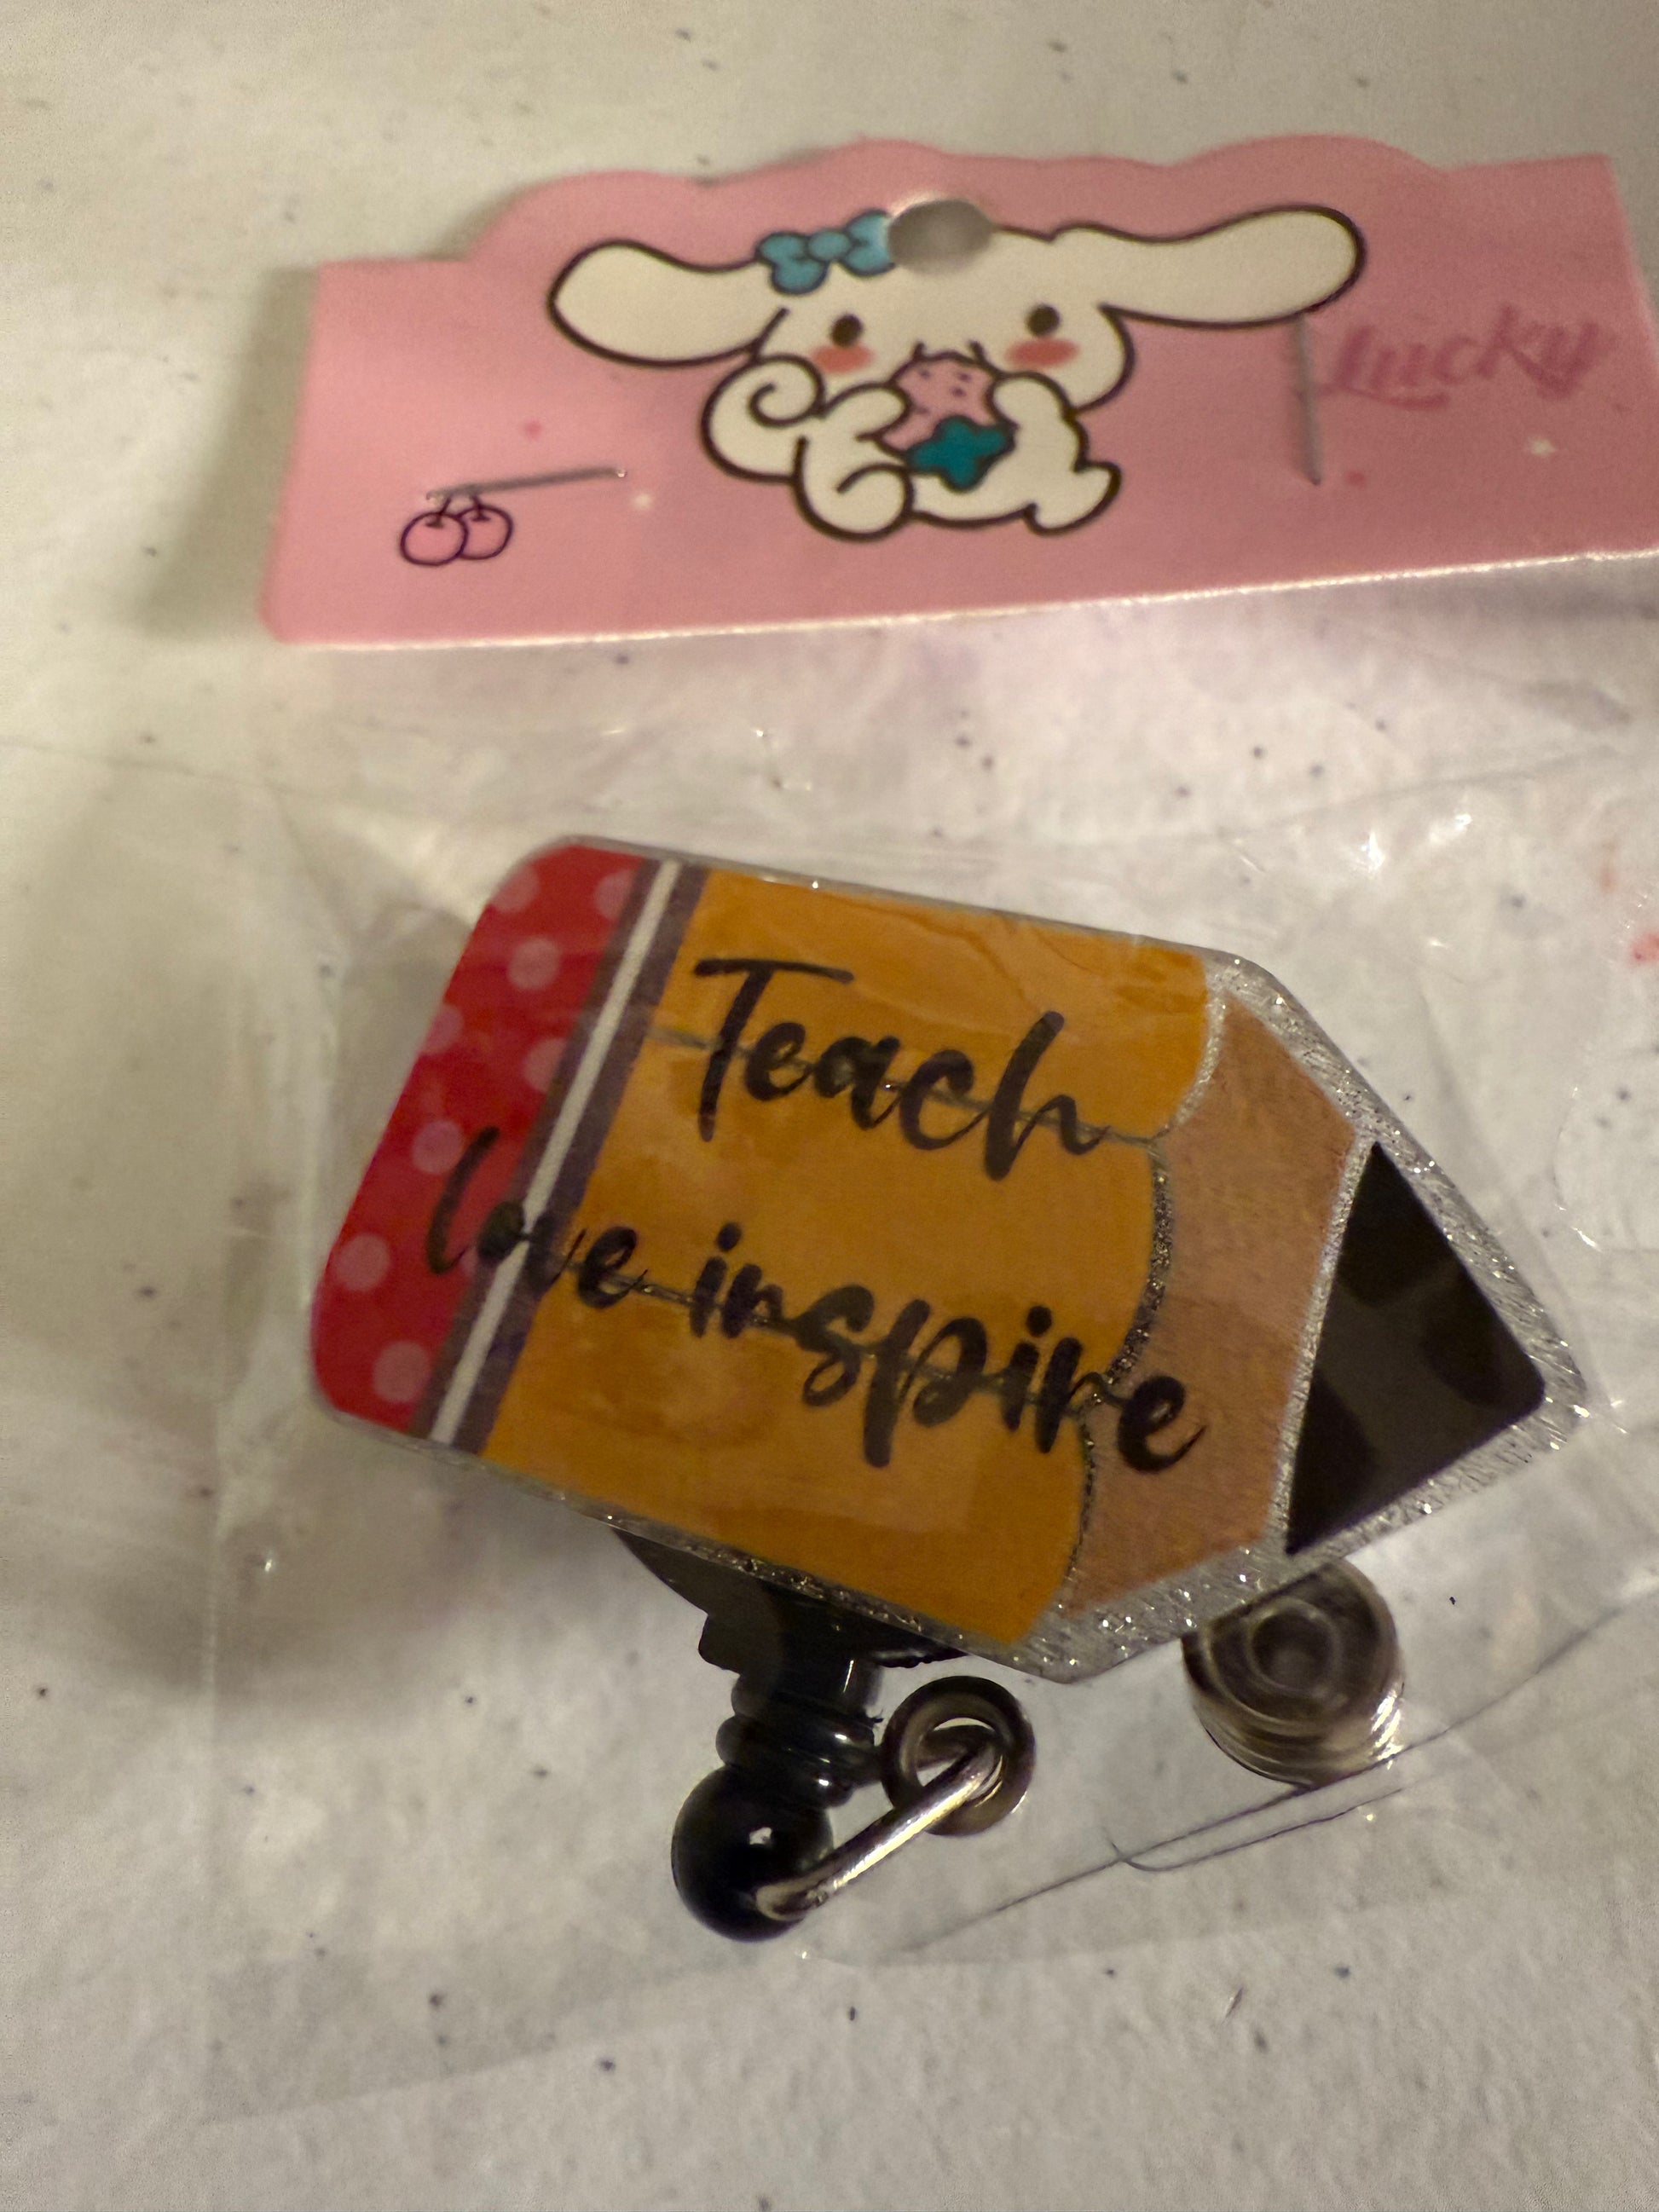 Lucky
Teach
love inspire